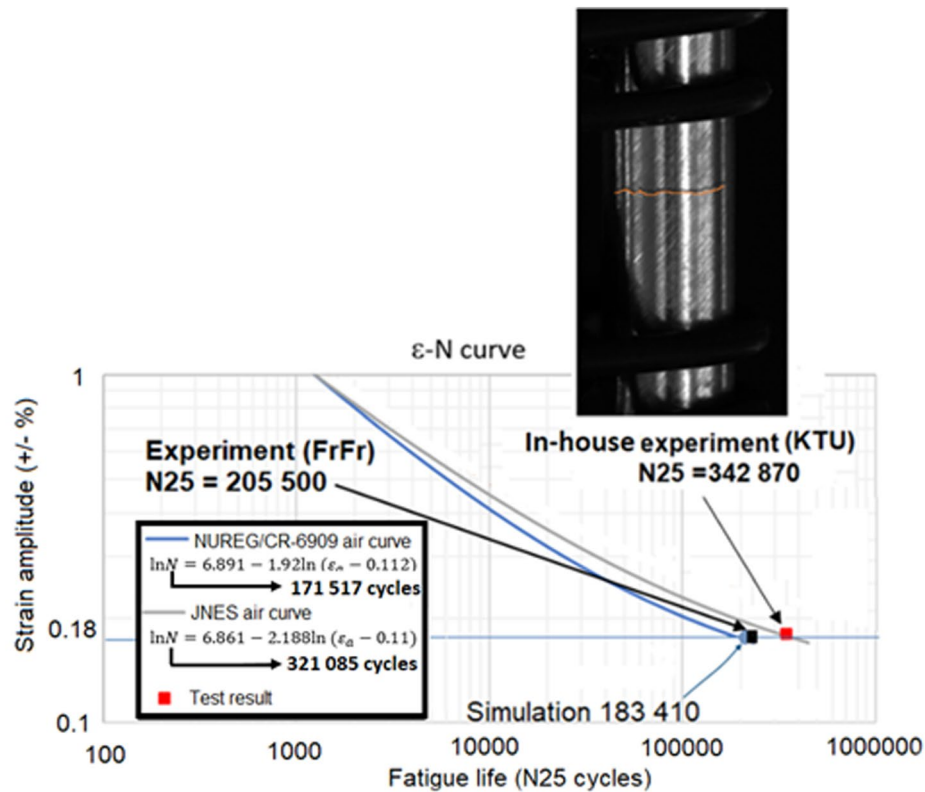 ε-N curve
1
Experiment (FrFr)
N25 = 205 500
In-house experiment (KTU)
N25 =342 870
NUREG/CR-6909 air curve
lnN = 6.891 − 1.92ln (εₐ − 0.112)
171 517 cycles
JNES air curve
lnN = 6.861 − 2.188ln (εₐ − 0.11)
321 085 cycles
Test result
Strain amplitude (+/- %)
0.18
Simulation 183 410
0.1
100
1000
10000
100000
1000000
Fatigue life (N25 cycles)